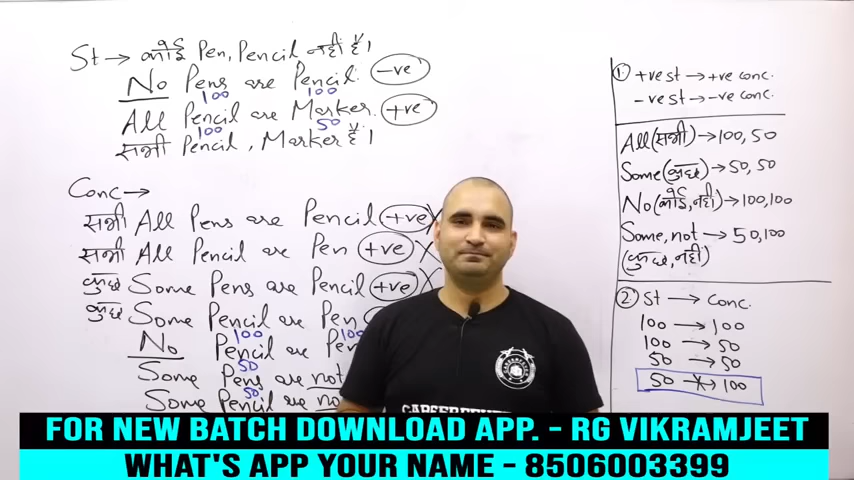 St → कोई Pen, Pencil नहीं है।
No Pens are Pencil. -ve
100 100
All Pencil are Marker. +ve
100 50
सभी Pencil, Marker है।
Conc →
सभी All Pens are Pencil +ve X
सभी All Pencil are Pen +ve X
कुछ Some Pens are Pencil +ve X
कुछ Some Pencil are Pen
100 100
No Pencil are Pen
50
Some Pens are not
50
Some Pencil are no
1. +ve st → +ve conc.
-ve st → -ve conc.
All (सभी) → 100, 50
Some (कुछ) → 50, 50
No (कोई, नहीं) → 100, 100
Some, not → 50, 100
(कुछ, नहीं)
2 St → Conc.
100 → 100
100 → 50
50 → 50
50 -X→ 100
FOR NEW BATCH DOWNLOAD APP. - RG VIKRAMJEET
WHAT'S APP YOUR NAME - 8506003399